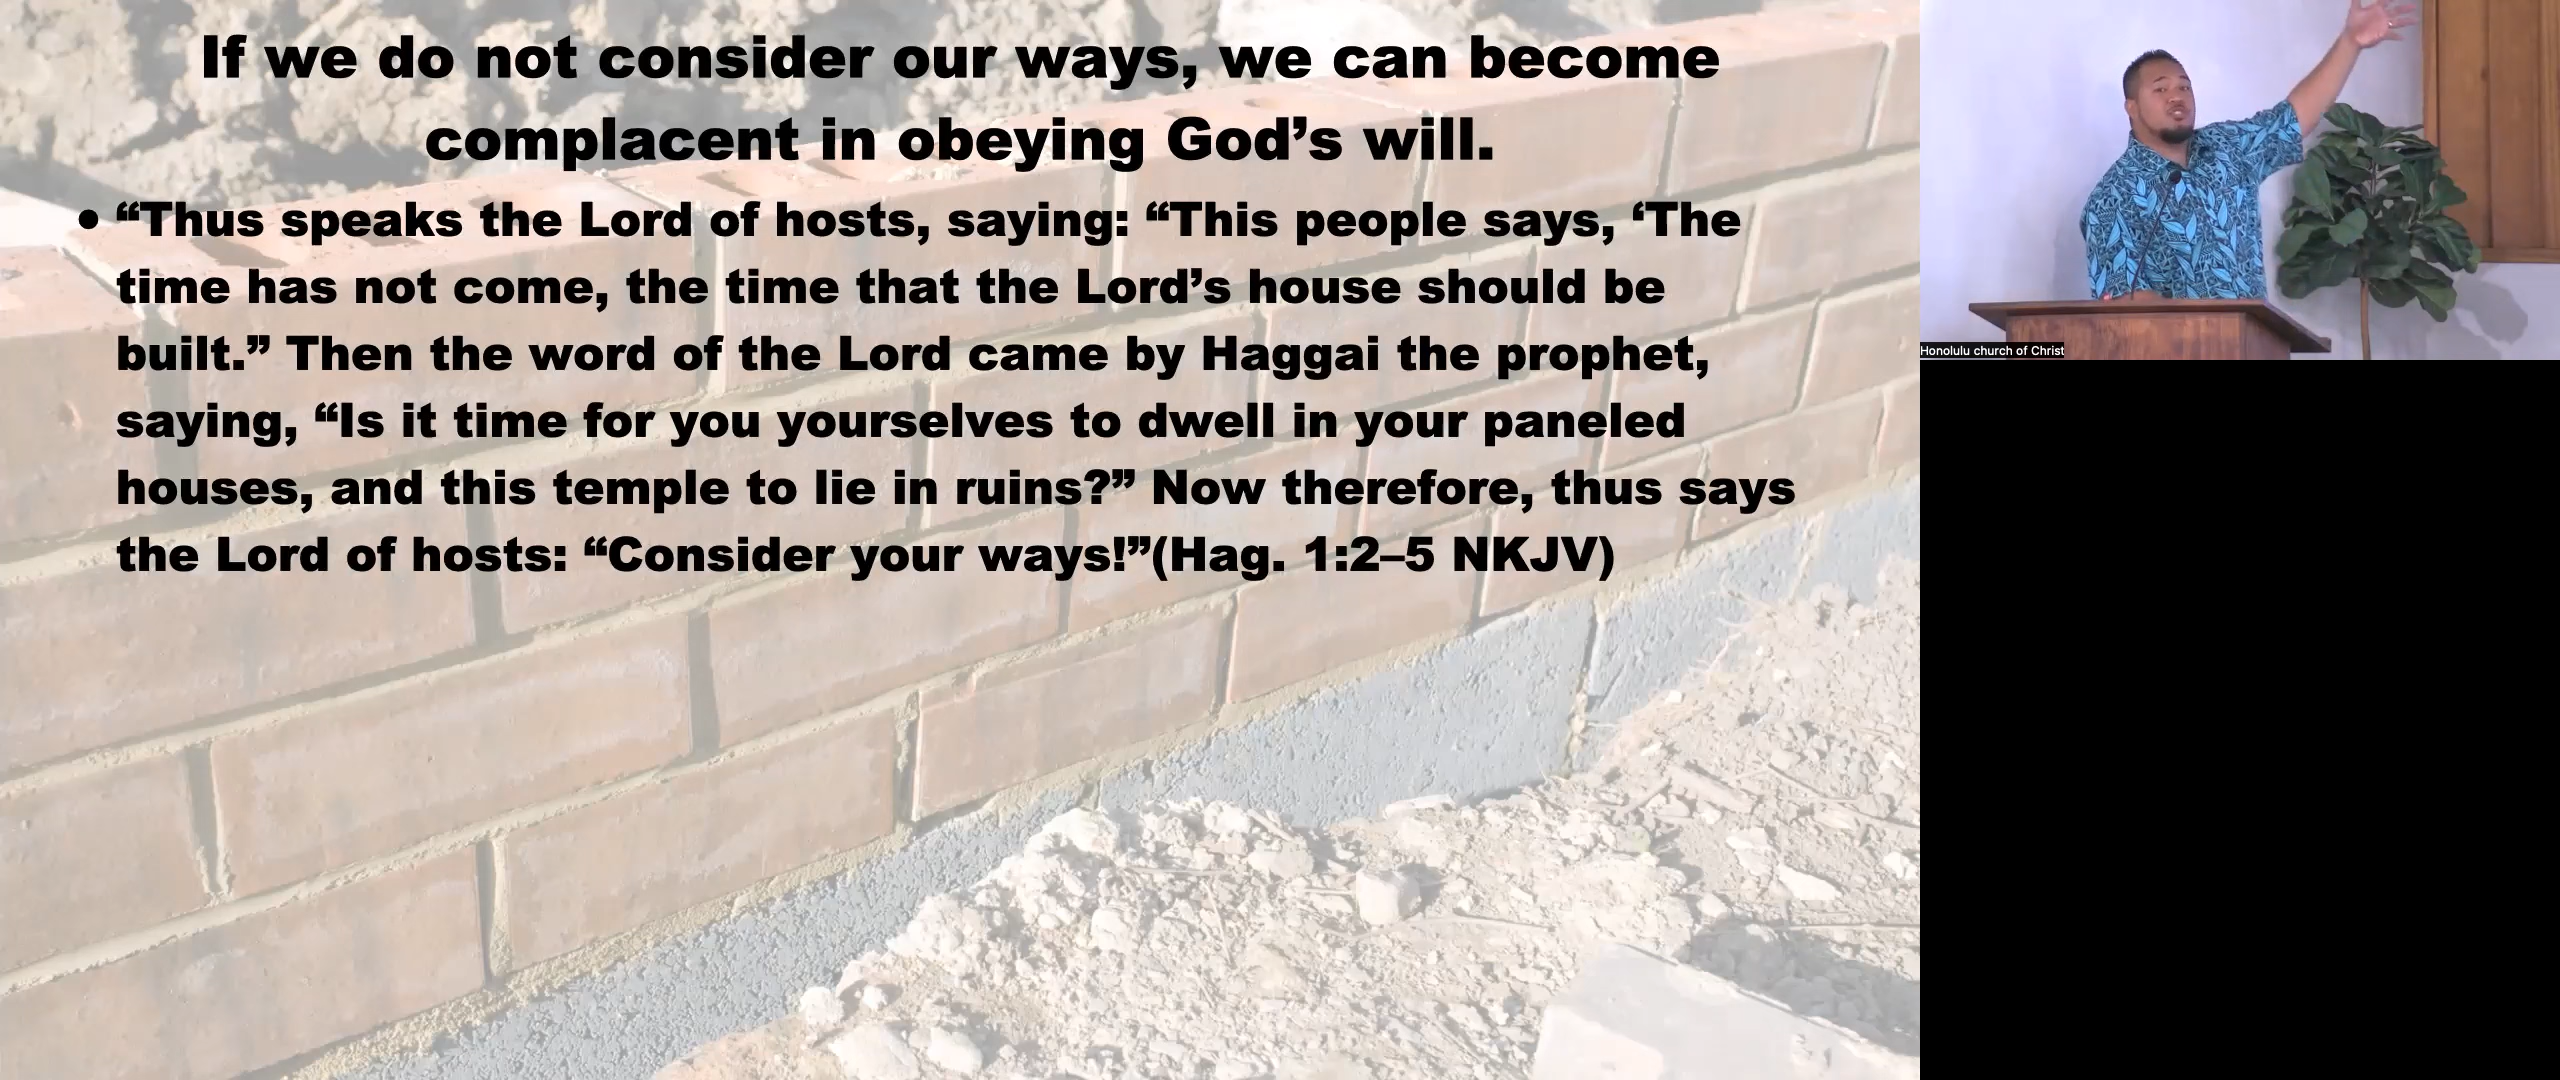 If we do not consider our ways, we can become
complacent in obeying God’s will.
• “Thus speaks the Lord of hosts, saying: “This people says, ‘The
time has not come, the time that the Lord’s house should be
built.” Then the word of the Lord came by Haggai the prophet,
saying, “Is it time for you yourselves to dwell in your paneled
houses, and this temple to lie in ruins?” Now therefore, thus says
the Lord of hosts: “Consider your ways!”(Hag. 1:2–5 NKJV)
Honolulu church of Christ